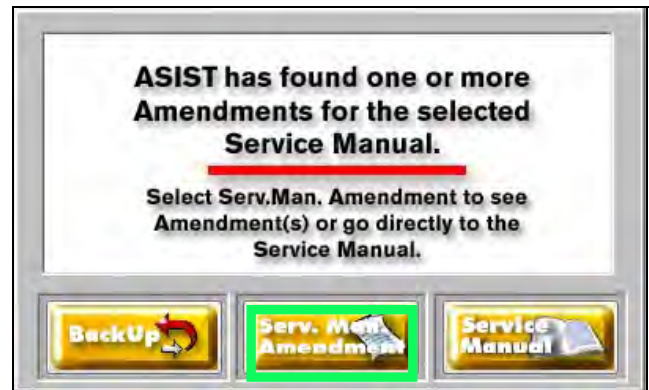 ASIST has found one or more
Amendments for the selected
Service Manual.
Select Serv.Man. Amendment to see
Amendment(s) or go directly to the
Service Manual.
BackUp
Serv. Man.
Amendment
Service
Manual